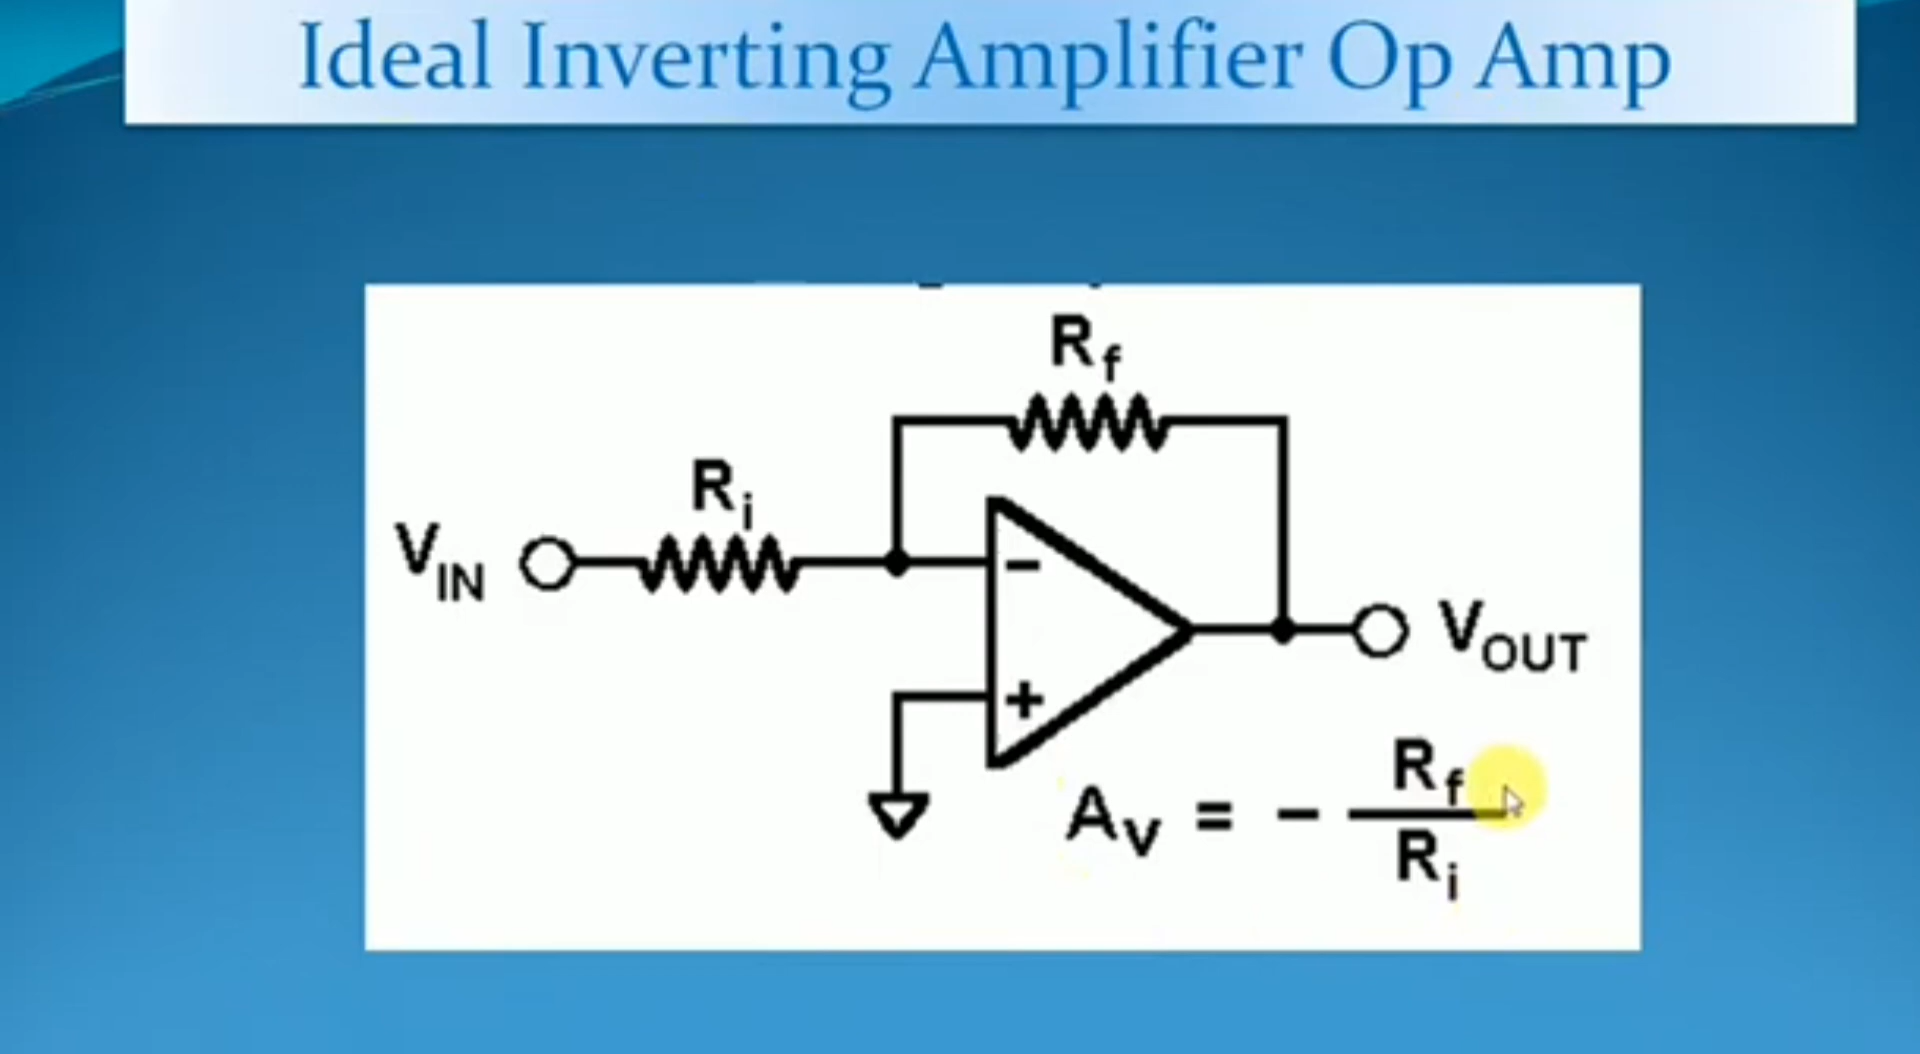 Ideal Inverting Amplifier Op Amp
Rf
Ri
VIN
−
VOUT
+
AV = − Rf
Ri